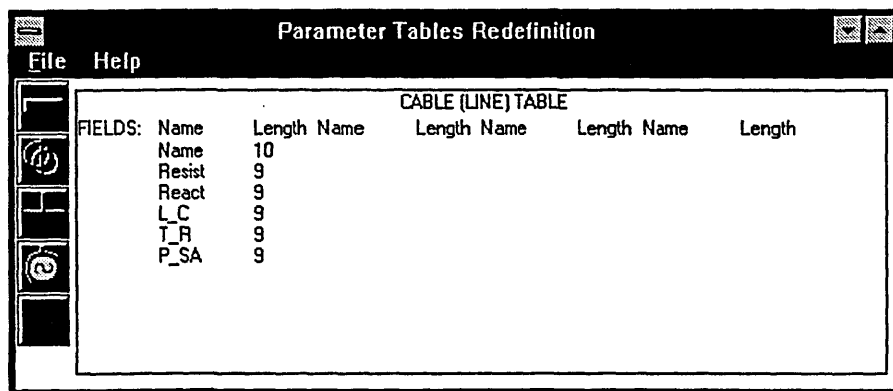 Parameter Tables Redefinition
File Help
CABLE (LINE) TABLE
FIELDS: Name Length Name Length Name Length Name Length
Name 10
Resist 9
React 9
L_C 9
T_R 9
P_SA 9